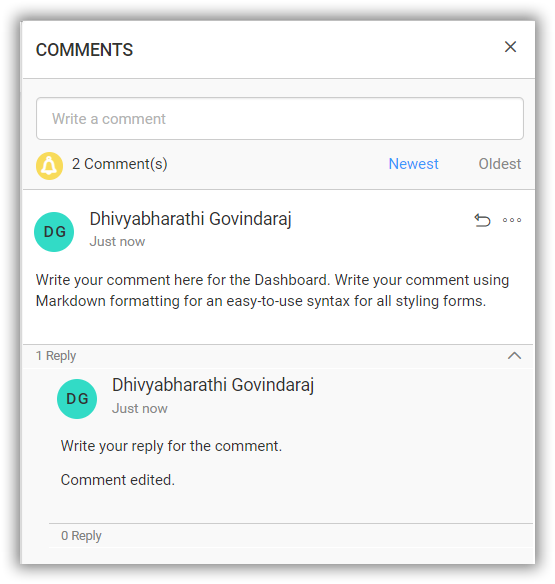 COMMENTS
Write a comment
2 Comment(s) Newest Oldest
DG Dhivyabharathi Govindaraj
Just now
Write your comment here for the Dashboard. Write your comment using
Markdown formatting for an easy-to-use syntax for all styling forms.
1 Reply
DG Dhivyabharathi Govindaraj
Just now
Write your reply for the comment.
Comment edited.
0 Reply